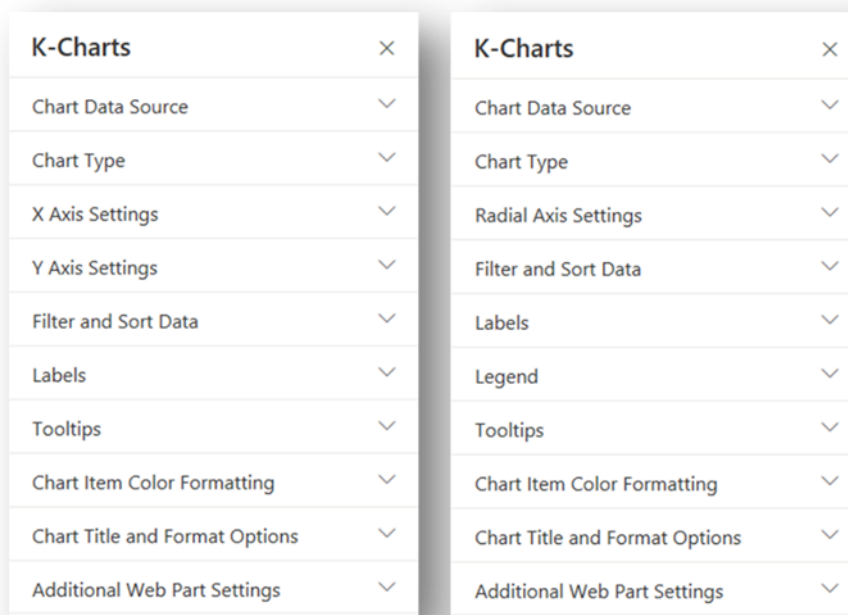 K-Charts
Chart Data Source
Chart Type
X Axis Settings
Y Axis Settings
Filter and Sort Data
Labels
Tooltips
Chart Item Color Formatting
Chart Title and Format Options
Additional Web Part Settings
K-Charts
Chart Data Source
Chart Type
Radial Axis Settings
Filter and Sort Data
Labels
Legend
Tooltips
Chart Item Color Formatting
Chart Title and Format Options
Additional Web Part Settings